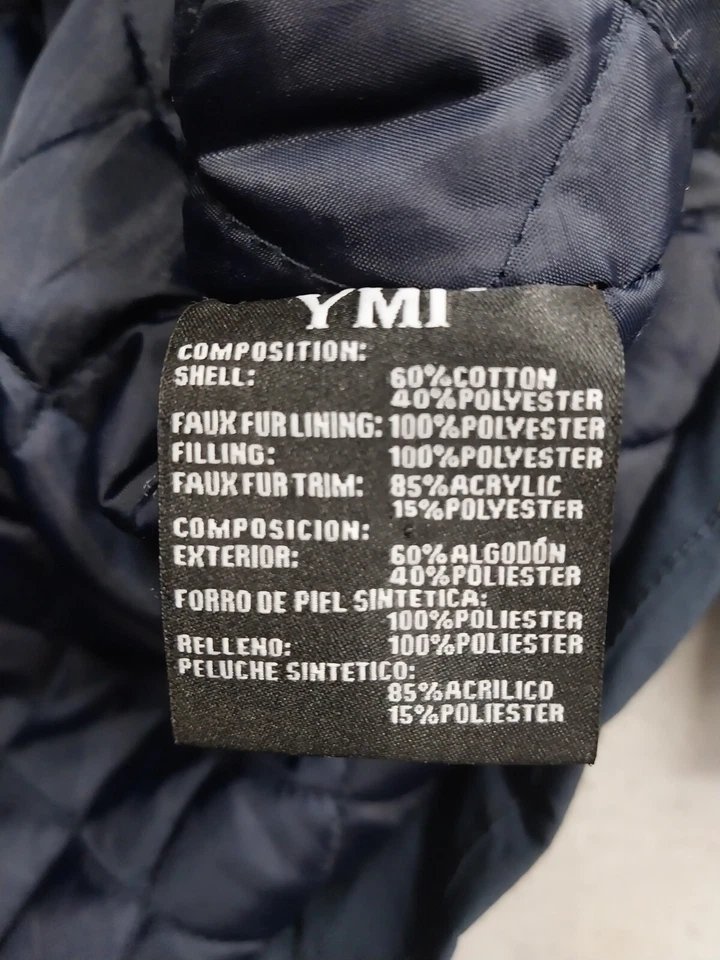 YMI
COMPOSITION:
SHELL: 60%COTTON
40%POLYESTER
FAUX FUR LINING: 100%POLYESTER
FILLING: 100%POLYESTER
FAUX FUR TRIM: 85%ACRYLIC
15%POLYESTER
COMPOSICION:
EXTERIOR: 60%ALGODÓN
40%POLIESTER
FORRO DE PIEL SINTETICA:
100%POLIESTER
RELLENO: 100%POLIESTER
PELUCHE SINTETICO:
85%ACRILICO
15%POLIESTER